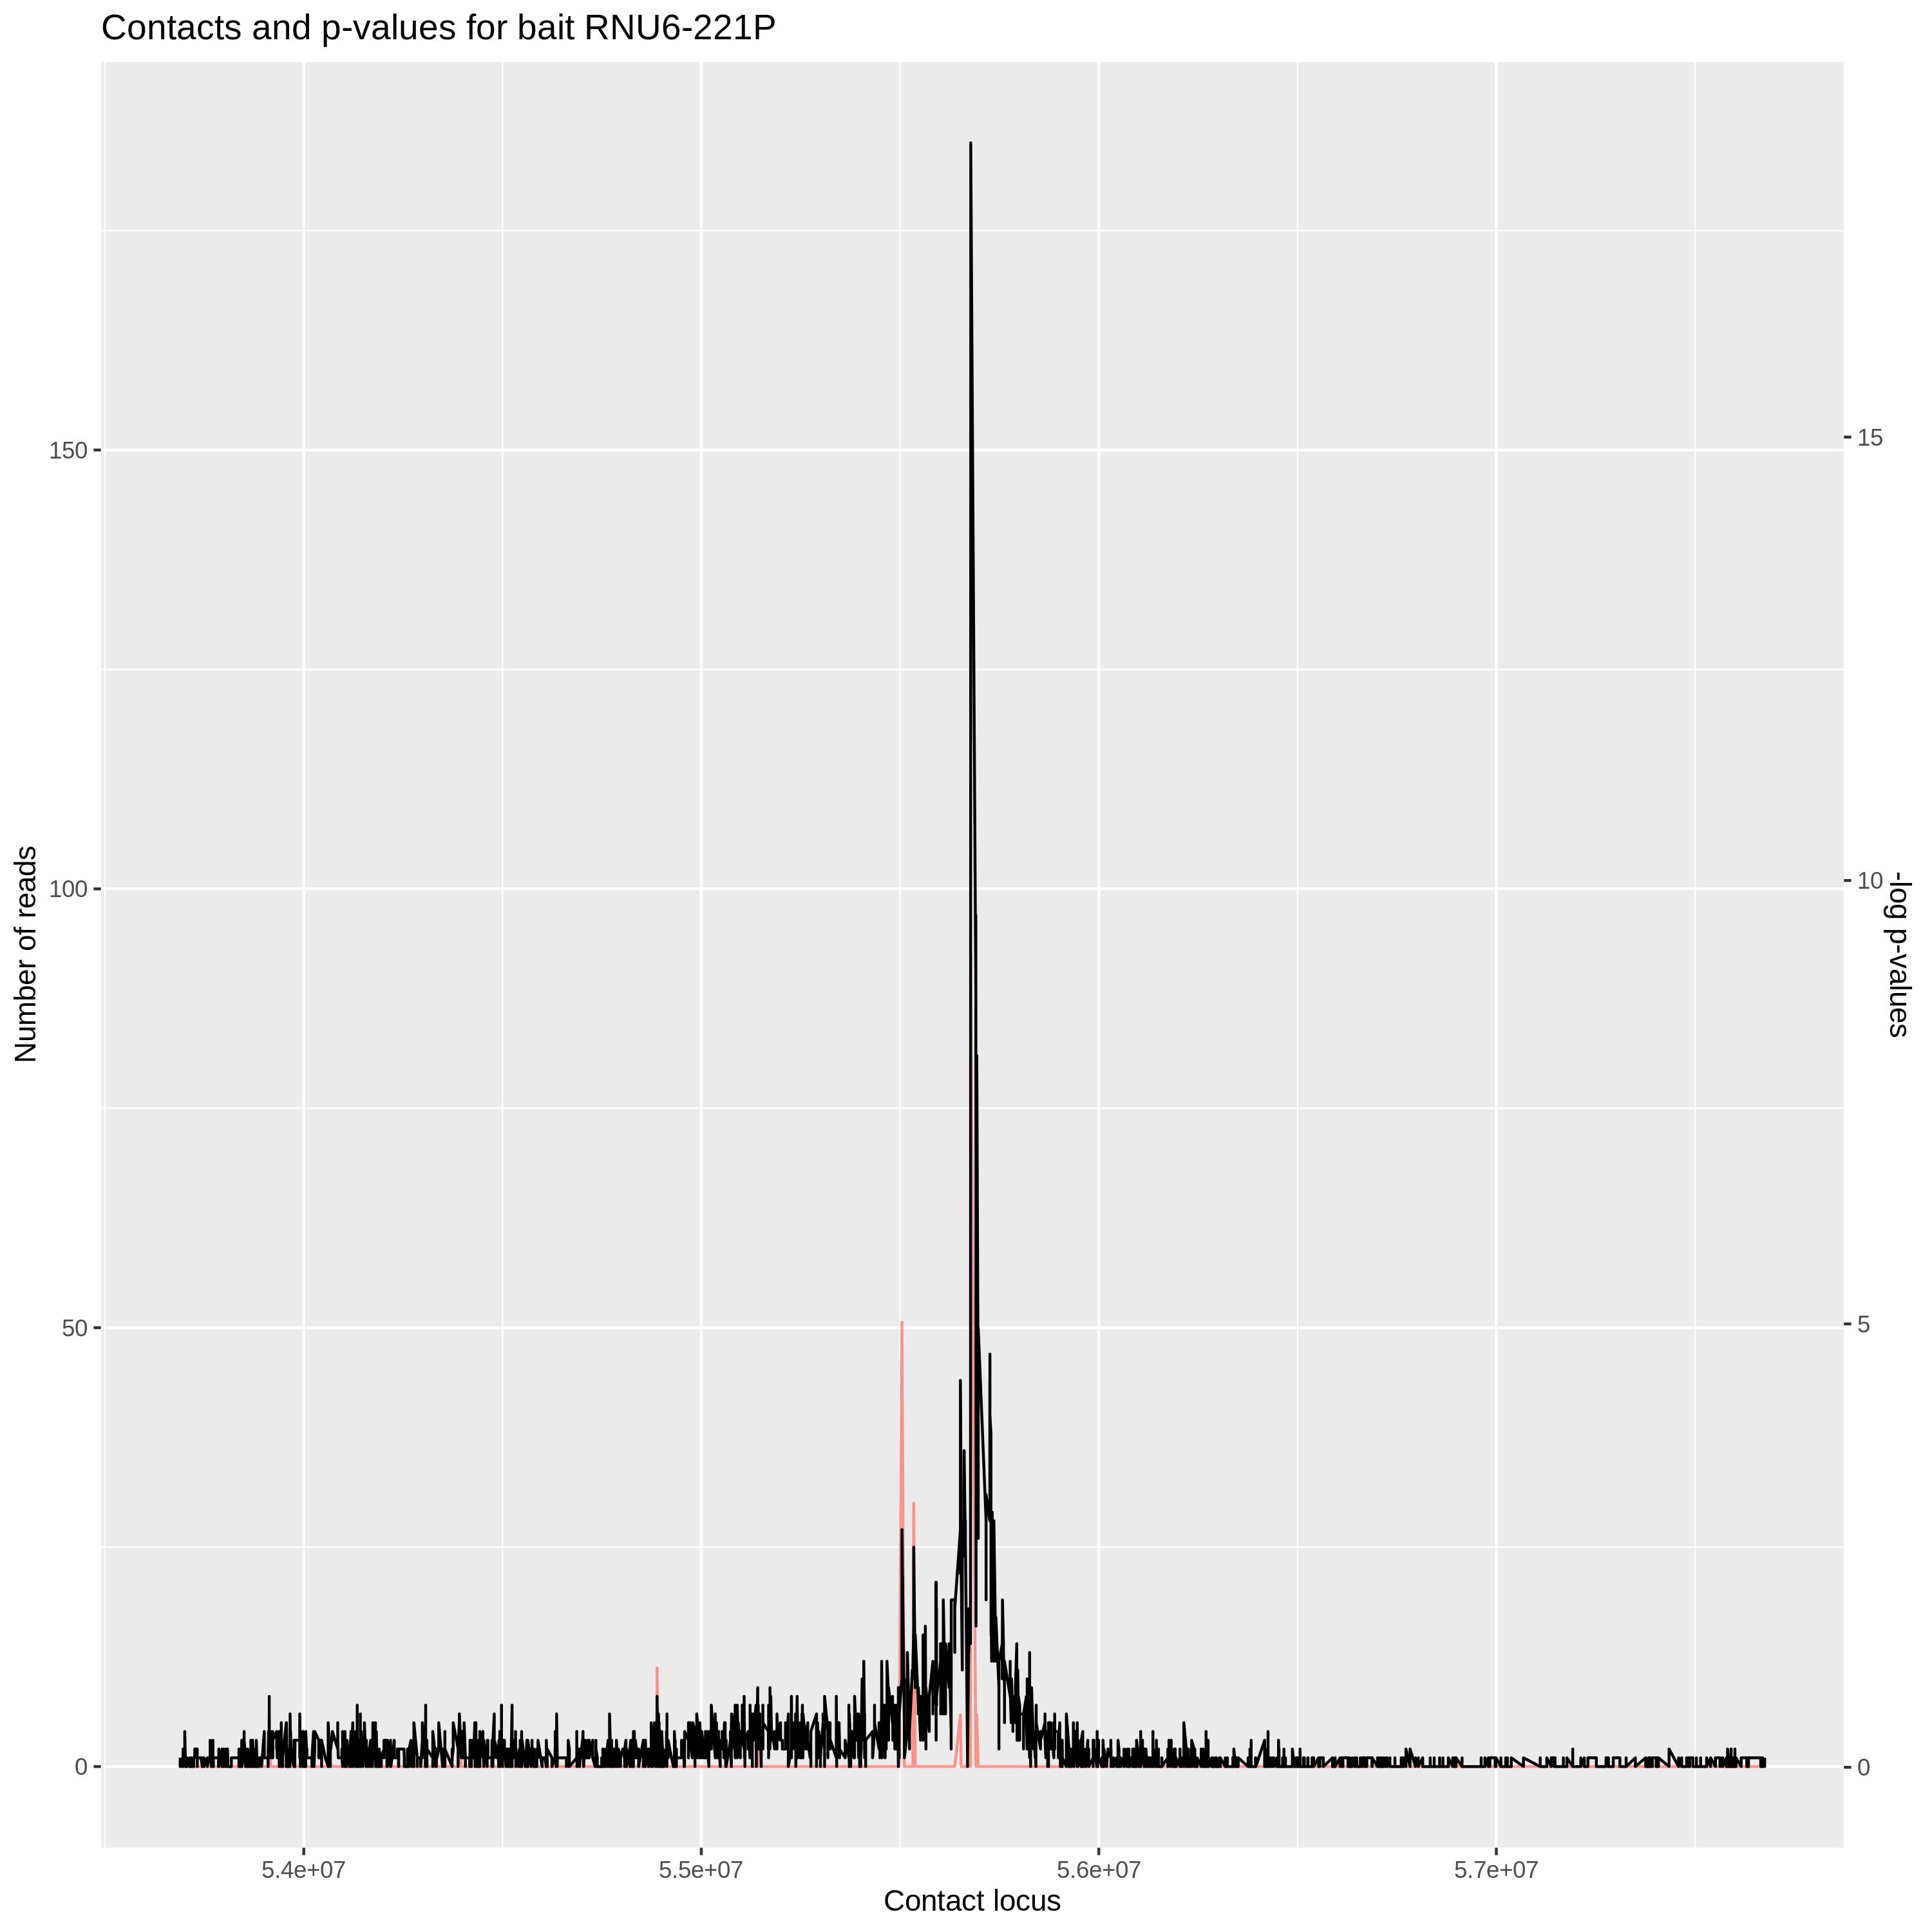 Contacts and p-values for bait RNU6-221P
150
100
50
0
15
10
5
0
Number of reads
-log p-values
5.4e+07
5.5e+07
5.6e+07
5.7e+07
Contact locus